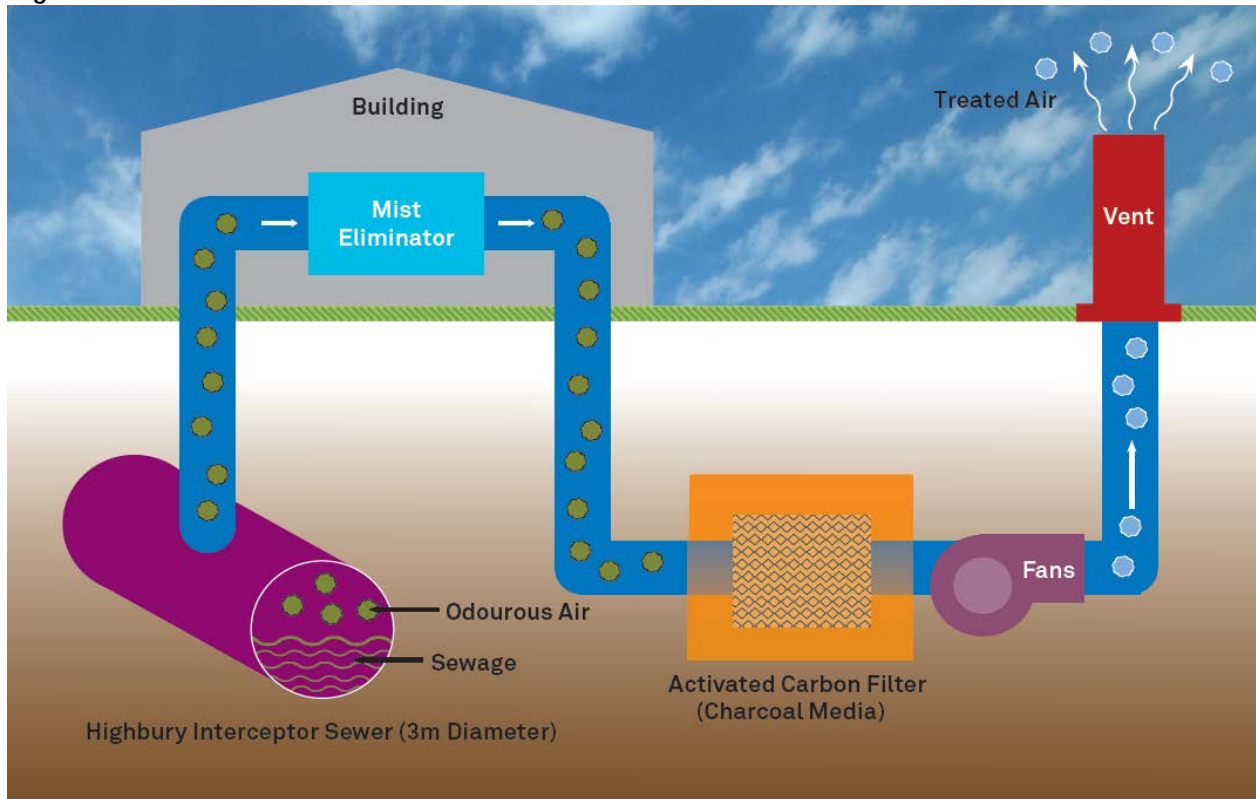 Building
Treated Air
Mist
Eliminator
Vent
Fans
Odourous Air
Sewage
Activated Carbon Filter
(Charcoal Media)
Highbury Interceptor Sewer (3m Diameter)